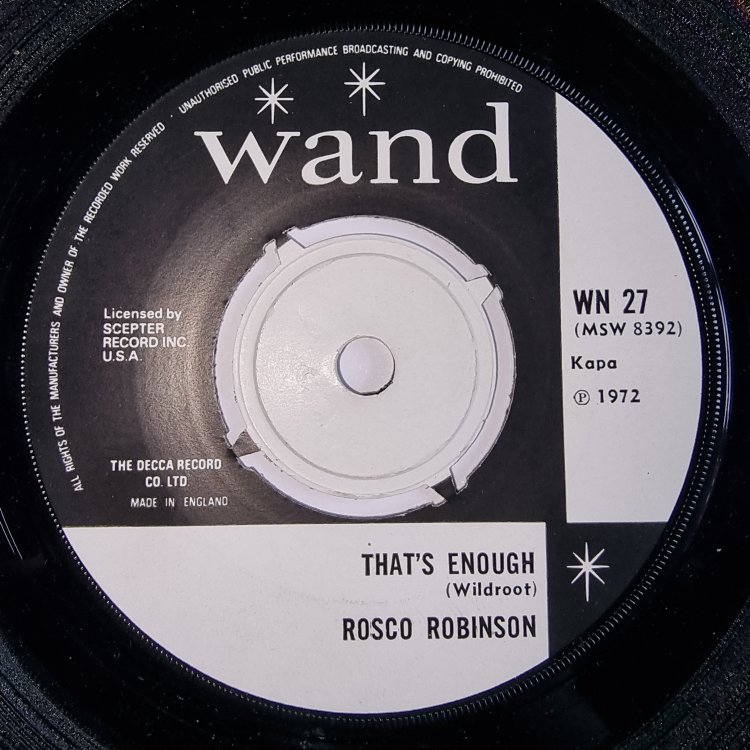 ALL RIGHTS OF THE MANUFACTURERS AND OWNER OF THE RECORDED WORK RESERVED · UNAUTHORISED PUBLIC PERFORMANCE BROADCASTING AND COPYING PROHIBITED
wand
Licensed by
SCEPTER
RECORD INC.
U.S.A.
WN 27
(MSW 8392)
Kapa
℗ 1972
THE DECCA RECORD
CO. LTD
MADE IN ENGLAND
THAT'S ENOUGH
(Wildroot)
ROSCO ROBINSON